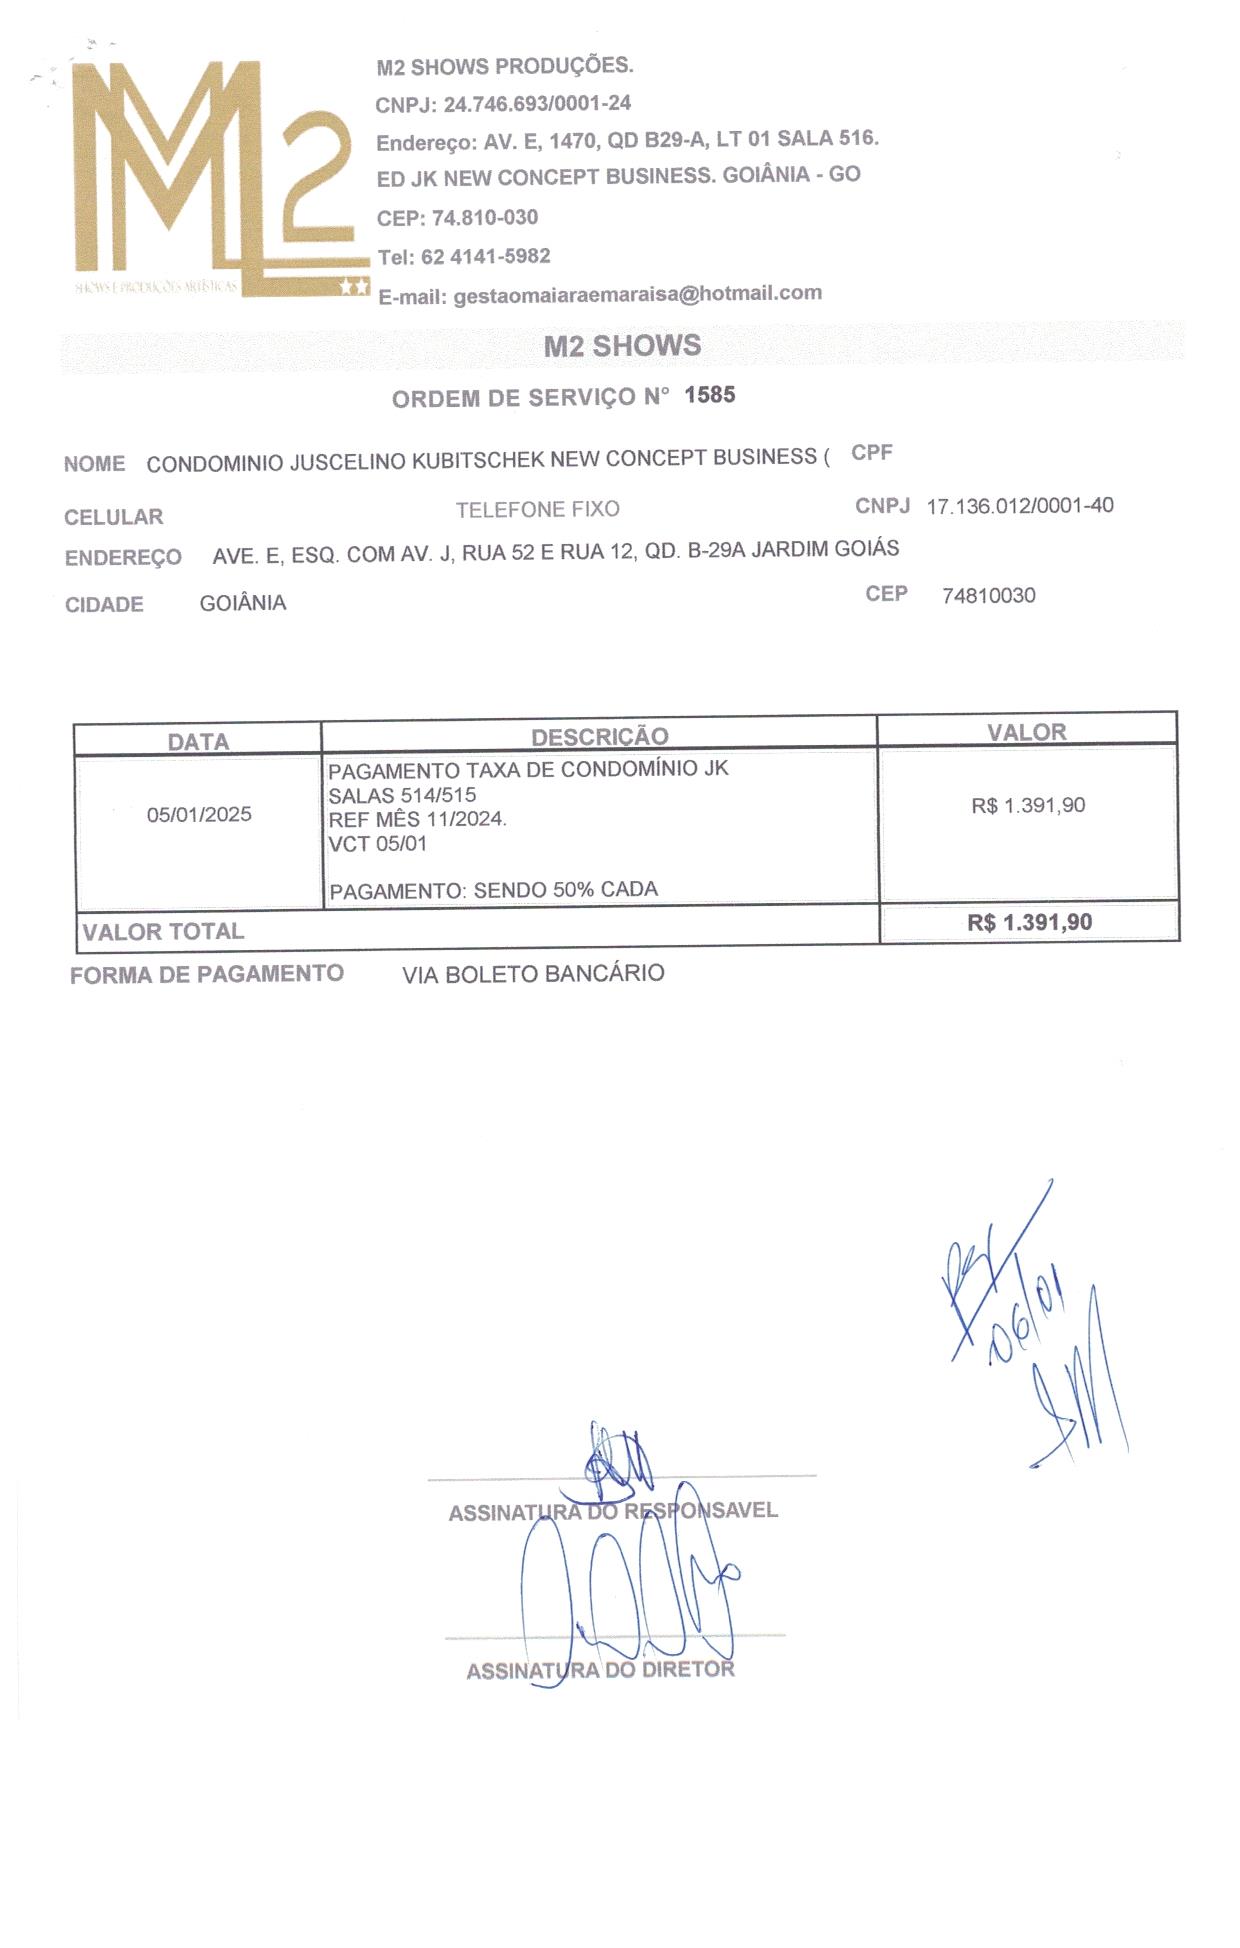 M2
SHOWS E PRODUÇÕES ARTÍSTICAS
M2 SHOWS PRODUÇÕES.
CNPJ: 24.746.693/0001-24
Endereço: AV. E, 1470, QD B29-A, LT 01 SALA 516.
ED JK NEW CONCEPT BUSINESS. GOIÂNIA - GO
CEP: 74.810-030
Tel: 62 4141-5982
E-mail: gestaomaiaraemaraisa@hotmail.com
M2 SHOWS
ORDEM DE SERVIÇO N° 1585
NOME CONDOMINIO JUSCELINO KUBITSCHEK NEW CONCEPT BUSINESS ( CPF
CELULAR TELEFONE FIXO CNPJ 17.136.012/0001-40
ENDEREÇO AVE. E, ESQ. COM AV. J, RUA 52 E RUA 12, QD. B-29A JARDIM GOIÁS
CIDADE GOIÂNIA CEP 74810030
DATA DESCRIÇÃO VALOR
PAGAMENTO TAXA DE CONDOMÍNIO JK
SALAS 514/515
05/01/2025 R$ 1.391,90
REF MÊS 11/2024.
VCT 05/01
PAGAMENTO: SENDO 50% CADA
VALOR TOTAL R$ 1.391,90
FORMA DE PAGAMENTO VIA BOLETO BANCÁRIO
06/01
ASSINATURA DO RESPONSAVEL
ASSINATURA DO DIRETOR